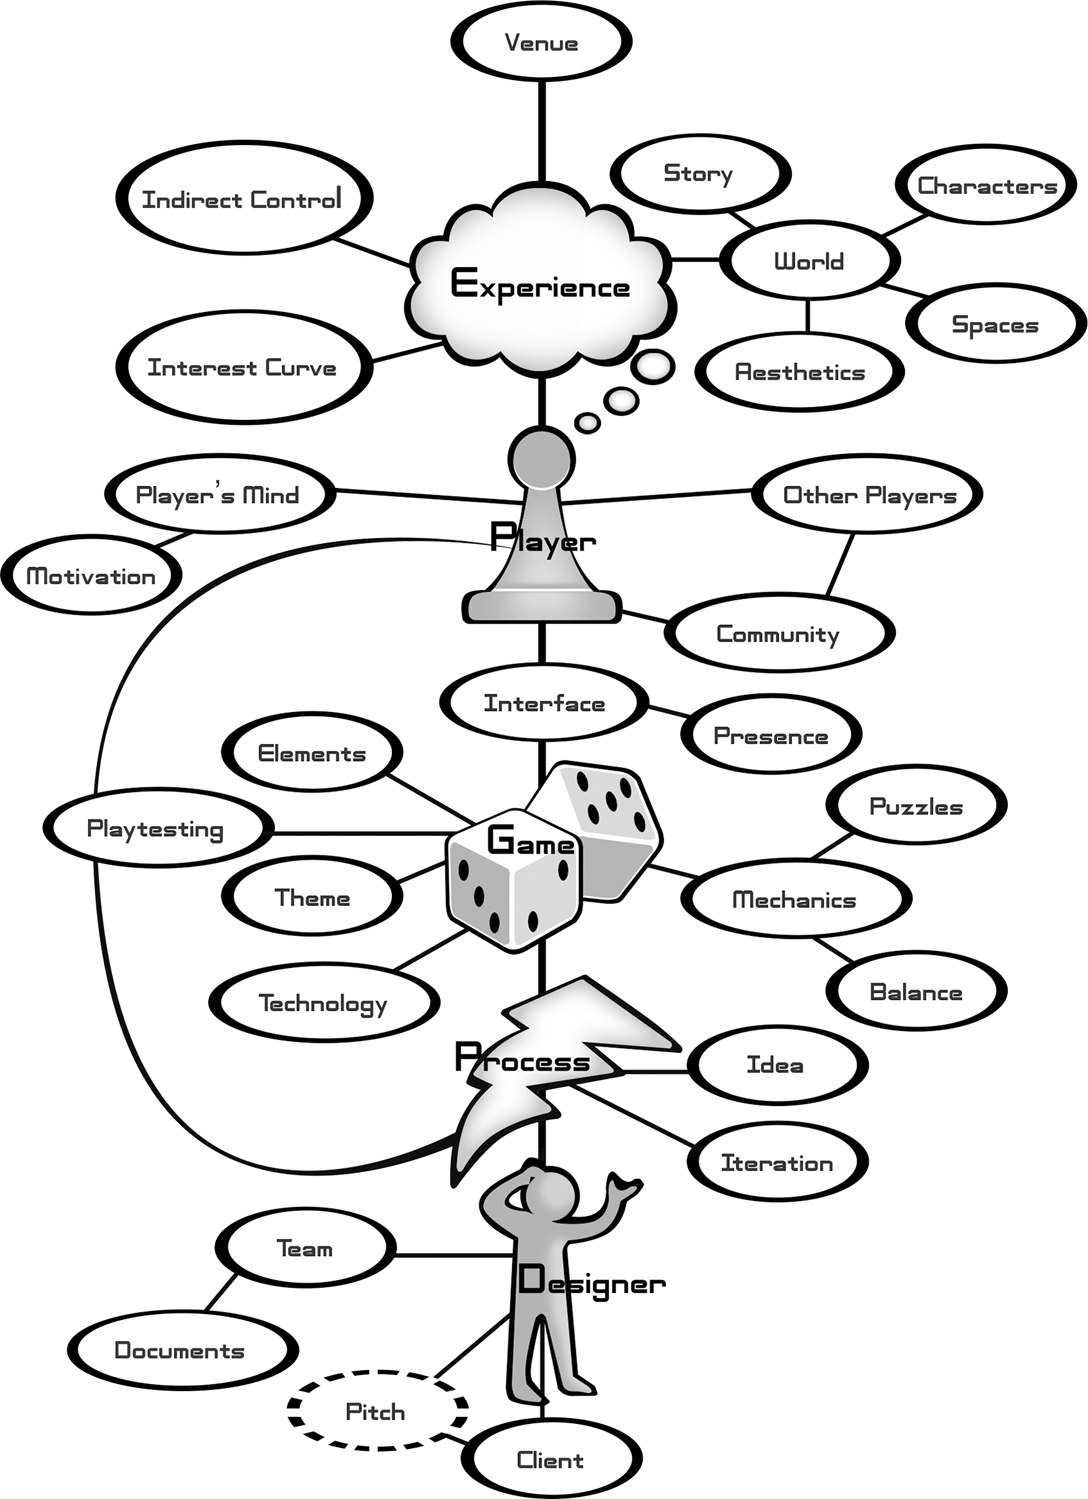 Venue
Story
Characters
Indirect Control
World
Experience
Spaces
Interest Curve
Aesthetics
Player's Mind
Other Players
Player
Motivation
Community
Interface
Presence
Elements
Puzzles
Playtesting
Game
Theme
Mechanics
Balance
Technology
Process
Idea
Iteration
Team
Designer
Documents
Pitch
Client